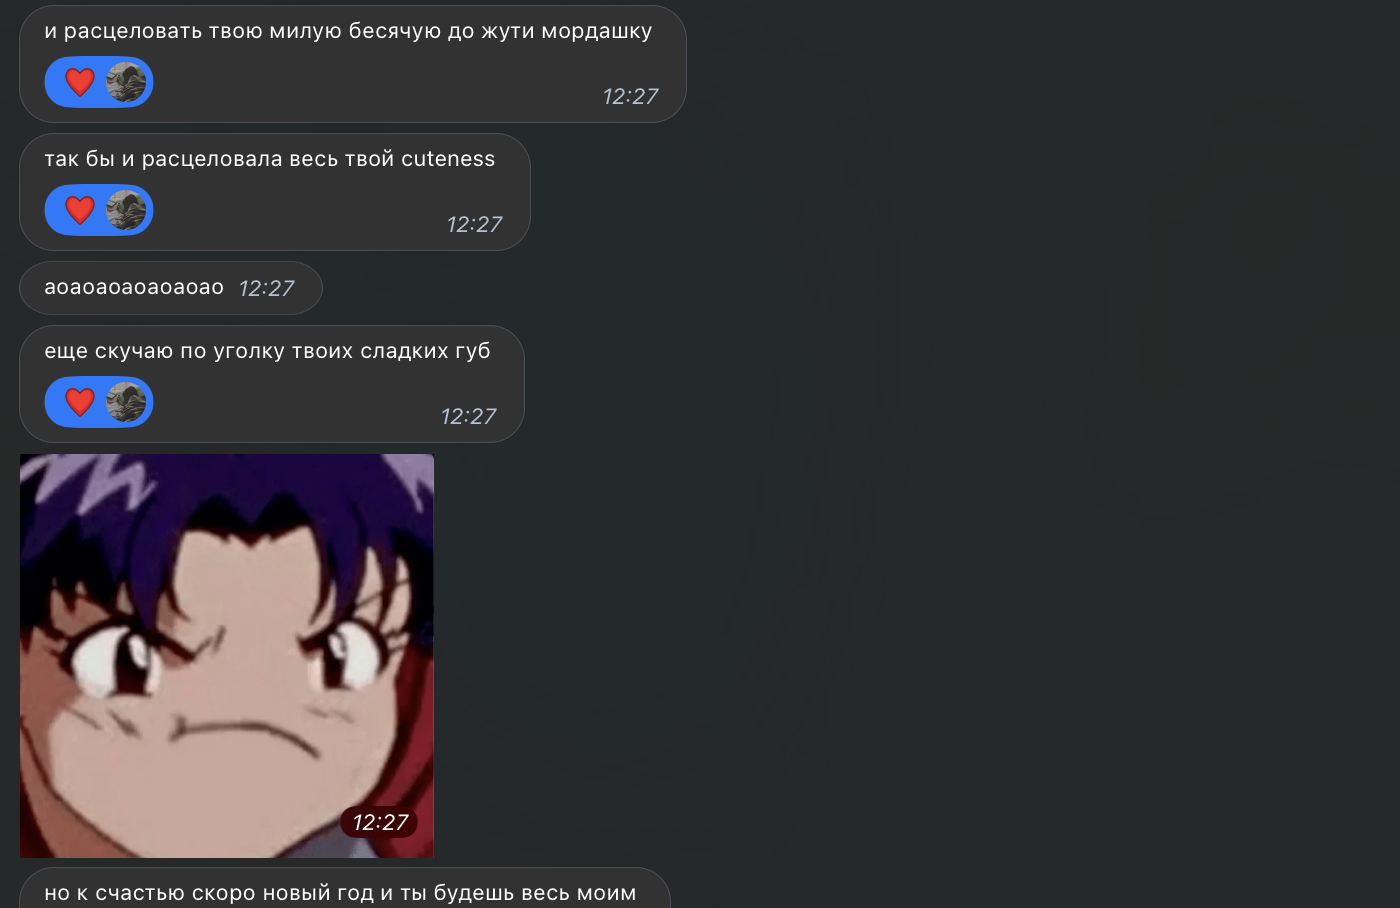 и расцеловать твою милую бесячую до жути мордашку
12:27
так бы и расцеловала весь твой cuteness
12:27
аоаоаоаоаоаоао 12:27
еще скучаю по уголку твоих сладких губ
12:27
12:27
но к счастью скоро новый год и ты будешь весь моим